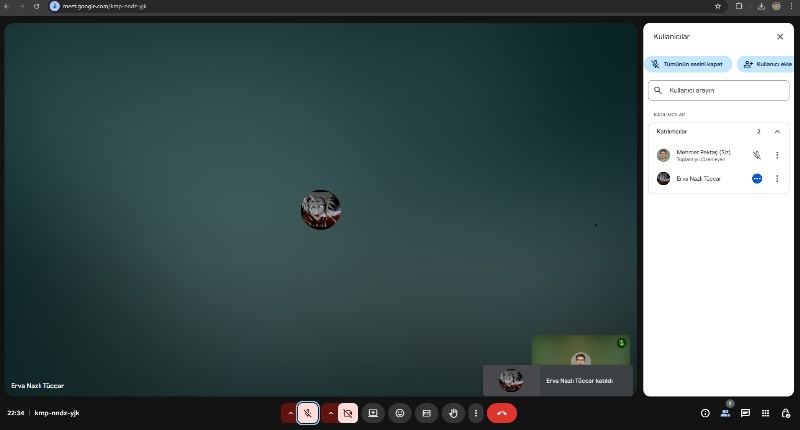 meet.google.com/kmp-nndz-yjk
Kullanıcılar
Tümünün sesini kapat
Kullanıcı ekle
Kullanıcı arayın
KATILIMCILAR
Katılımcılar 2
Mehmet Pektaş (Siz)
Toplantıyı düzenleyen
Erva Nazlı Tüccar
Erva Nazlı Tüccar katıldı
Erva Nazlı Tüccar
22:34 kmp-nndz-yjk
2